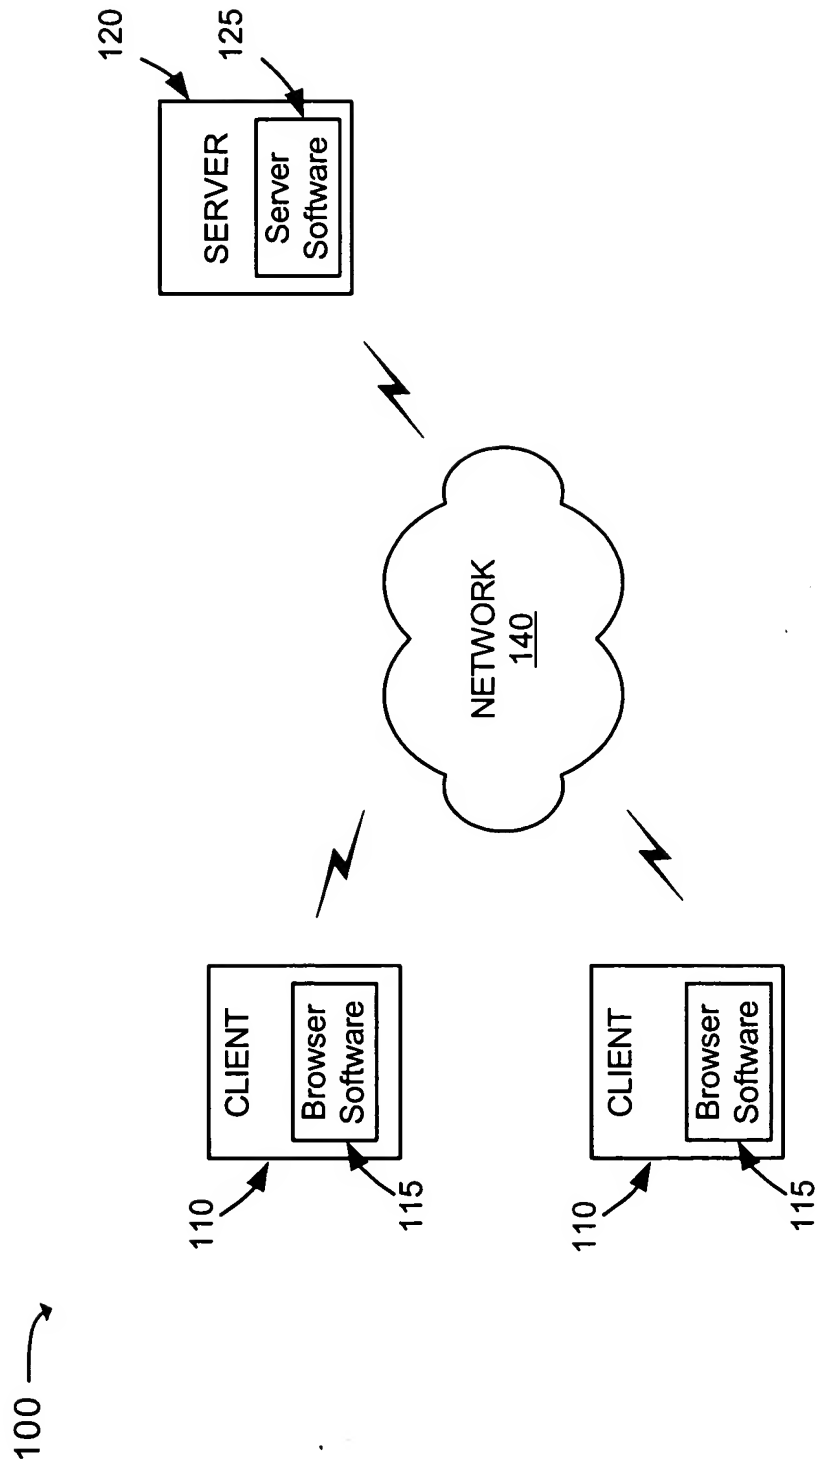 100
110
CLIENT
Browser
Software
115
110
CLIENT
Browser
Software
115
NETWORK
140
120
SERVER
125
Server
Software